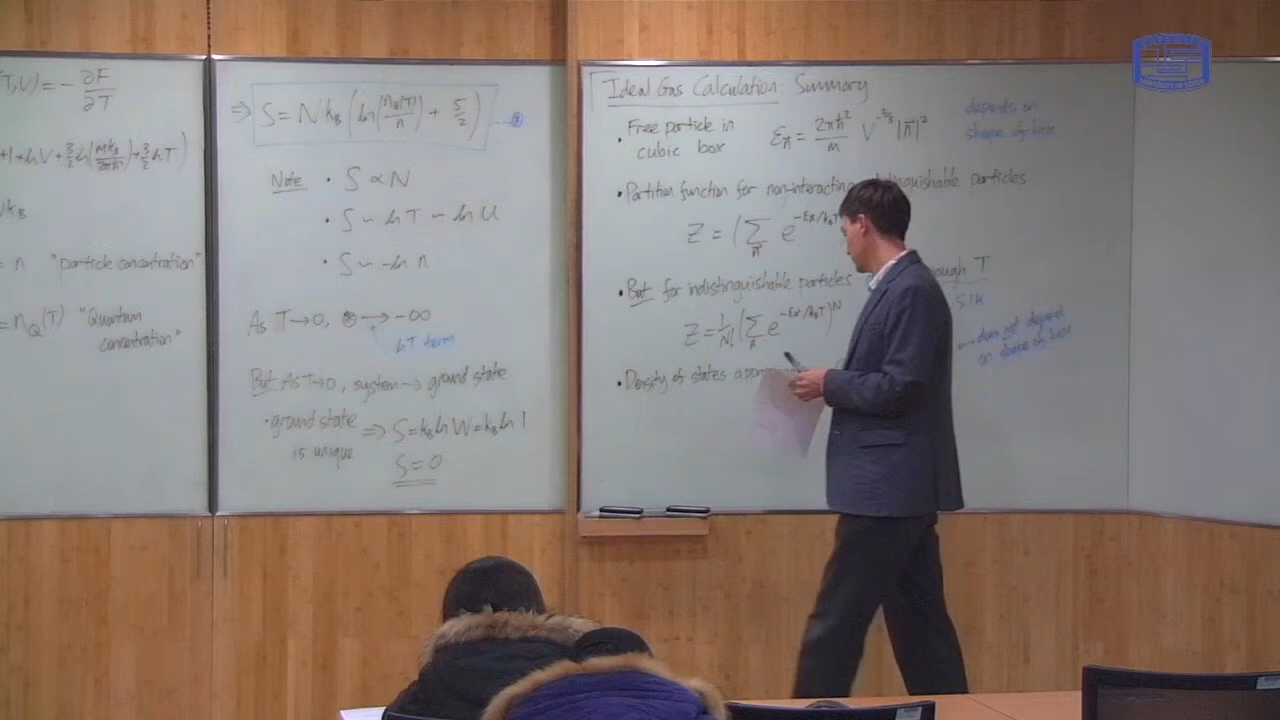 T,V) = - ∂F/∂T
+1 + ln V + 3/2 ln(mk_B/2πħ²) + 3/2 ln T)
k_B
= n "particle concentration"
= n_Q(T) "Quantum
concentration"
⇒ S = N k_B (ln(n_Q(T)/n) + 5/2)
Note • S ∝ N
• S ~ ln T ~ ln U
• S ~ -ln n
As T→0, ⊛ → -∞
lnT term
But As T→0, system → ground state
• ground state
is unique
⇒ S = k_B ln W = k_B ln 1
S = 0
Ideal Gas Calculation: Summary
• Free particle in
cubic box
ε_n = 2π²ħ²/m V^-2/3 |n|²
depends on
shape of box
• Partition function for non-interacting distinguishable particles
Z = (Σ_n e^-ε_n/k_BT
• But for indistinguishable particles
through T
Z = 1/N! (Σ_n e^-ε_n/k_BT)^N
does not depend
on shape of box
• Density of states